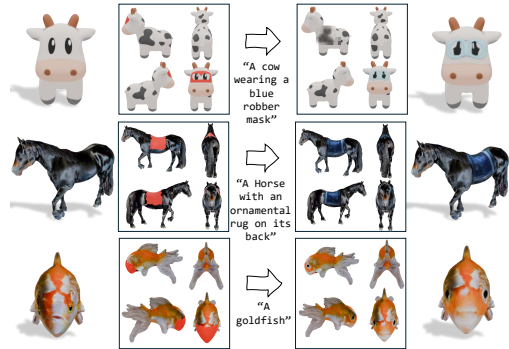 “A cow
wearing a
blue
robber
mask”
“A Horse
with an
ornamental
rug on its
back”
“A
goldfish”